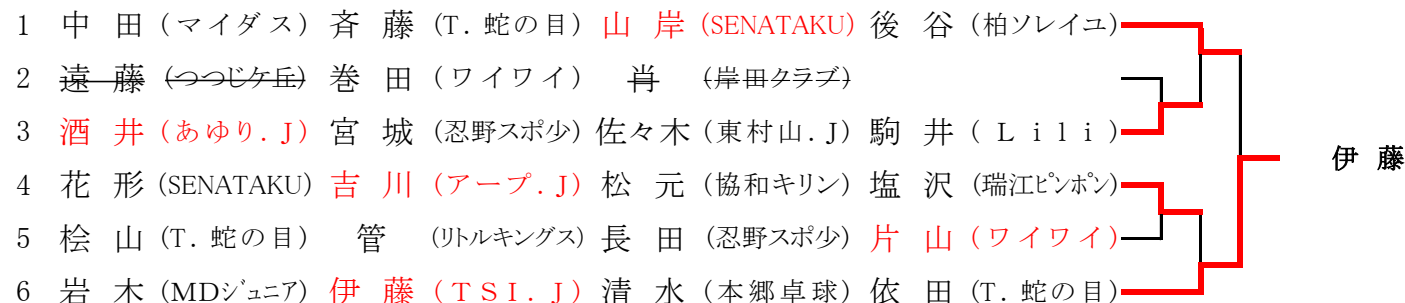 1 中 田 (マイダス) 斉 藤 (T. 蛇の目) 山 岸 (SENATAKU) 後 谷 (柏ソレイユ)
2 遠 藤 (つつじケ丘) 巻 田 (ワイワイ) 肖 (岸田クラブ)
3 酒 井 (あゆり. J) 宮 城 (忍野スポ少) 佐々木 (東村山. J) 駒 井 (Lili)
伊 藤
4 花 形 (SENATAKU) 吉 川 (アープ. J) 松 元 (協和キリン) 塩 沢 (瑞江ピンポン)
5 桧 山 (T. 蛇の目) 管 (リトルキングス) 長 田 (忍野スポ少) 片 山 (ワイワイ)
6 岩 木 (MDジュニア) 伊 藤 (TSI. J) 清 水 (本郷卓球) 依 田 (T. 蛇の目)